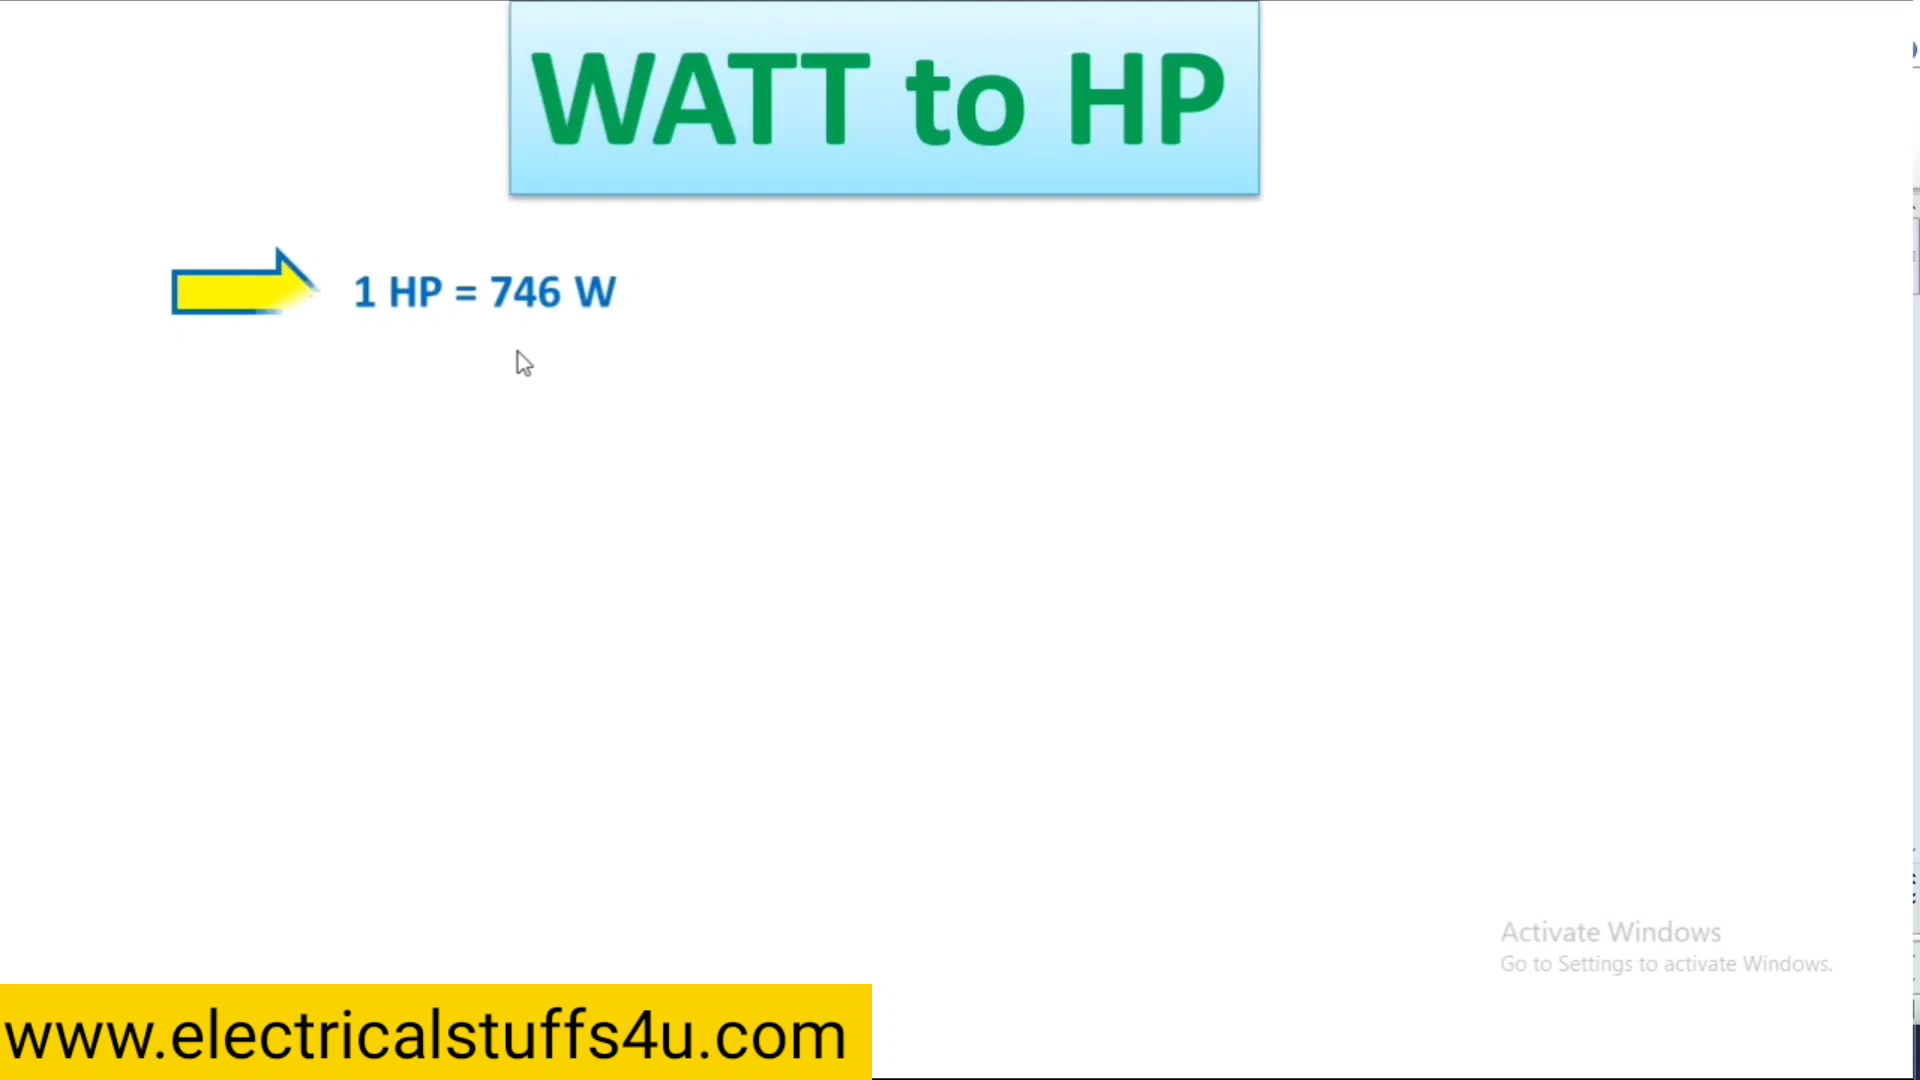 WATT to HP
1 HP = 746 W
Activate Windows
Go to Settings to activate Windows.
www.electricalstuffs4u.com